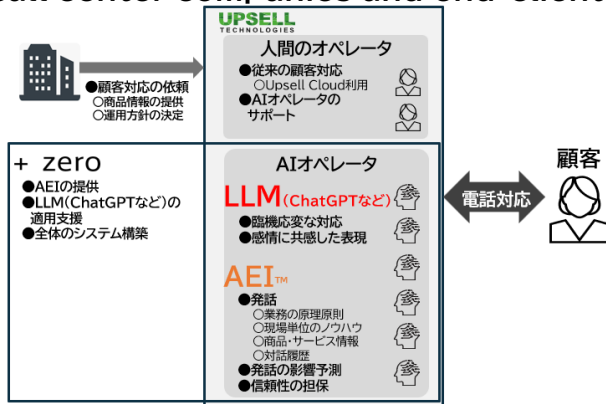 call center companies and end client
UPSELL
TECHNOLOGIES
人間のオペレータ
●従来の顧客対応
○Upsell Cloud利用
●AIオペレータの
サポート
●顧客対応の依頼
○商品情報の提供
○運用方針の決定
+ zero
●AEIの提供
●LLM(ChatGPTなど)の
適用支援
●全体のシステム構築
AIオペレータ
LLM(ChatGPTなど)
●臨機応変な対応
●感情に共感した表現
AEI™
●発話
○業務の原理原則
○現場単位のノウハウ
○商品・サービス情報
○対話履歴
●発話の影響予測
●信頼性の担保
電話対応
顧客